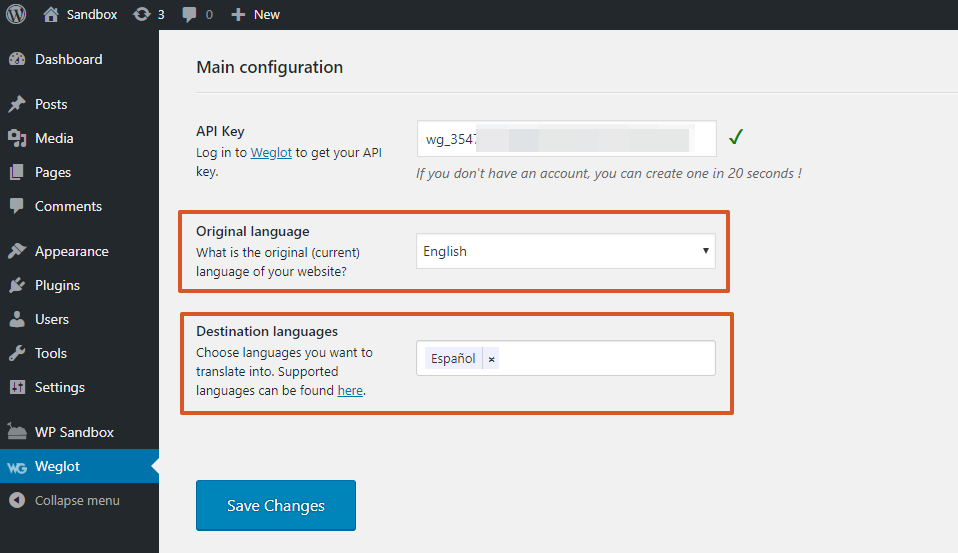 Sandbox 3 0 New
Dashboard
Posts
Media
Pages
Comments
Appearance
Plugins
Users
Tools
Settings
WP Sandbox
WG Weglot
Collapse menu
Main configuration
API Key
Log in to Weglot to get your API
key.
wg_3547
If you don't have an account, you can create one in 20 seconds !
Original language
What is the original (current)
language of your website?
English
Destination languages
Choose languages you want to
translate into. Supported
languages can be found here.
Español ×
Save Changes